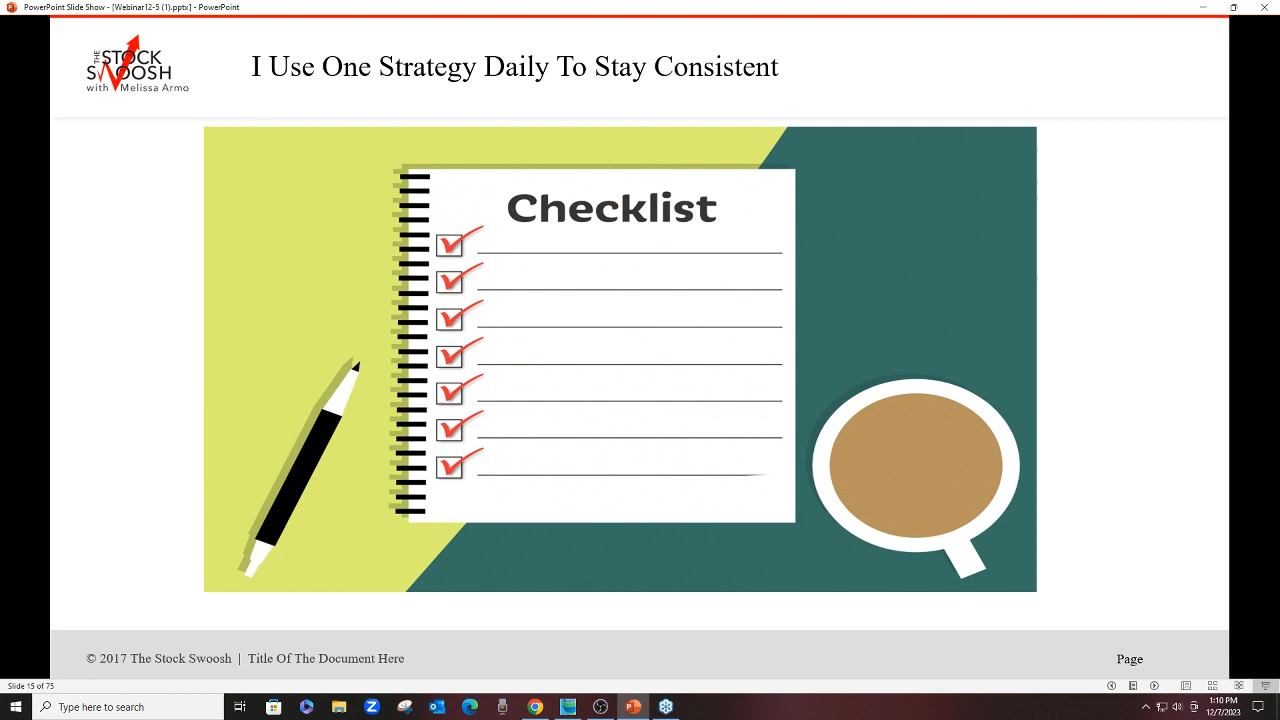 PowerPoint Slide Show - [Webinar12-5 (1).pptx] - PowerPoint
THE STOCK
SWOOSH
with Melissa Armo
I Use One Strategy Daily To Stay Consistent
Checklist
© 2017 The Stock Swoosh | Title Of The Document Here
Page
Slide 15 of 75
Type here to search
1:10 PM
12/7/2023